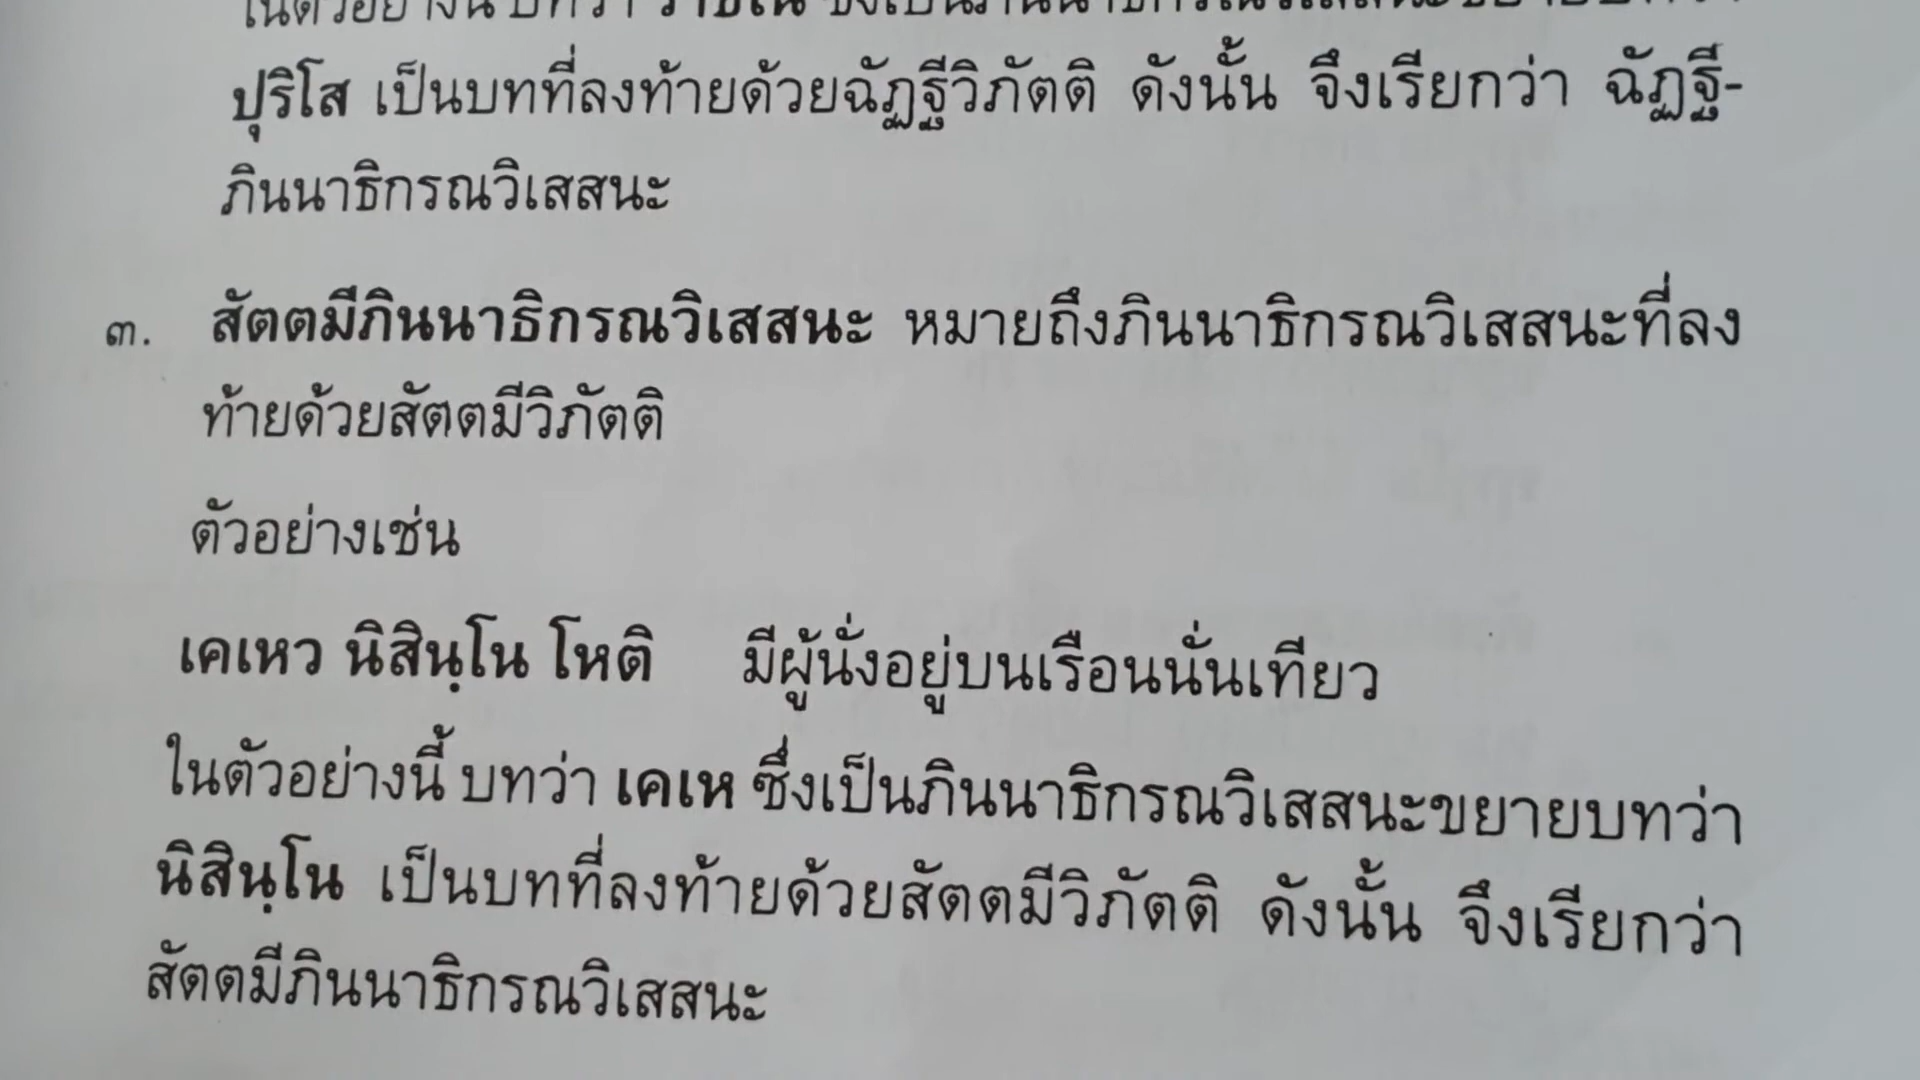 ปุริโส เป็นบทที่ลงท้ายด้วยฉัฏฐีวิภัตติ ดังนั้น จึงเรียกว่า ฉัฏฐี-
ภินนาธิกรณวิเสสนะ
๓. สัตตมีภินนาธิกรณวิเสสนะ หมายถึงภินนาธิกรณวิเสสนะที่ลง
ท้ายด้วยสัตตมีวิภัตติ
ตัวอย่างเช่น
เคเหว นิสินฺโน โหติ มีผู้นั่งอยู่บนเรือนนั่นเทียว
ในตัวอย่างนี้ บทว่า เคเห ซึ่งเป็นภินนาธิกรณวิเสสนะขยายบทว่า
นิสินฺโน เป็นบทที่ลงท้ายด้วยสัตตมีวิภัตติ ดังนั้น จึงเรียกว่า
สัตตมีภินนาธิกรณวิเสสนะ